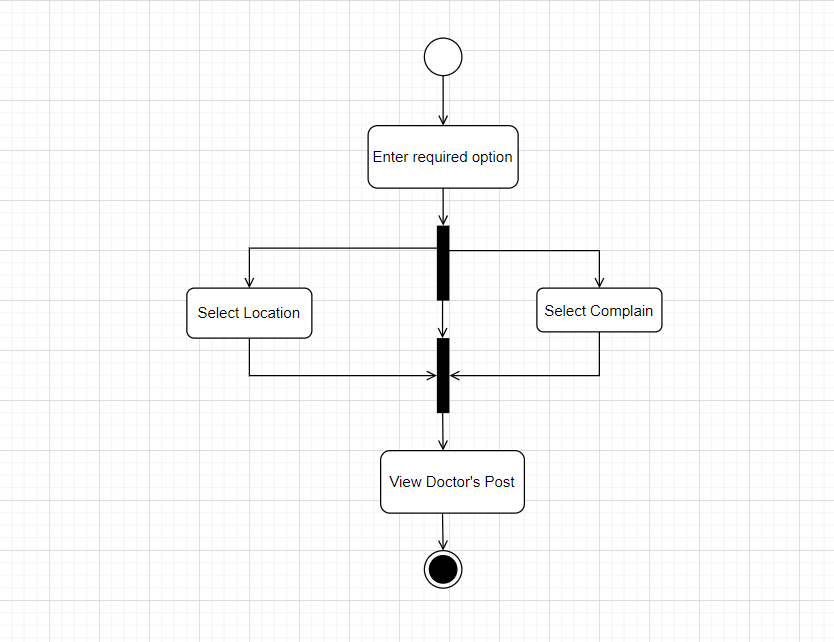 Enter required option
Select Location
Select Complain
View Doctor's Post